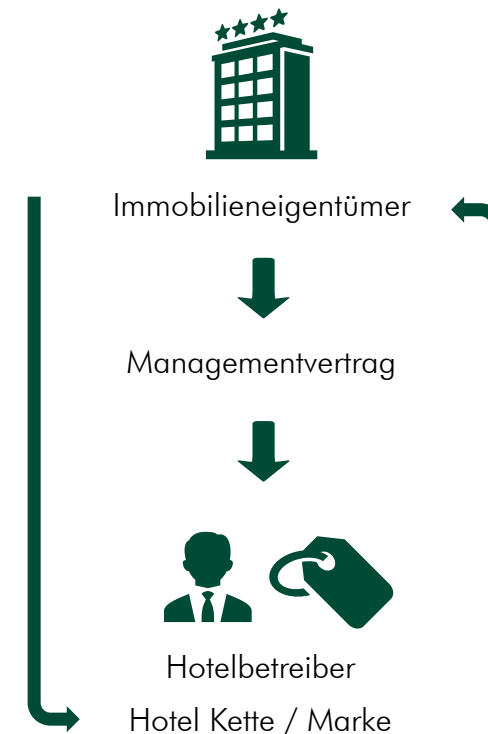 Immobilieneigentümer
Managementvertrag
Hotelbetreiber
Hotel Kette / Marke